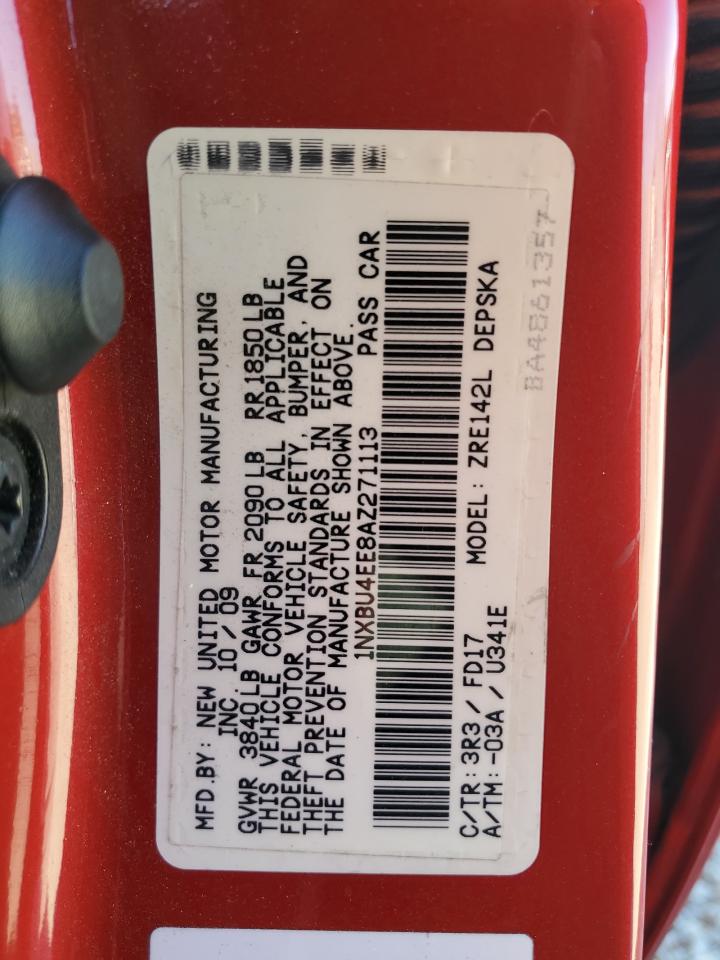 MFD.BY: NEW UNITED MOTOR MANUFACTURING
INC. 10/09
GVWR 3840LB GAWR FR 2090LB RR1850LB
THIS VEHICLE CONFORMS TO ALL APPLICABLE
FEDERAL MOTOR VEHICLE SAFETY, BUMPER, AND
THEFT PREVENTION STANDARDS IN EFFECT ON
THE DATE OF MANUFACTURE SHOWN ABOVE.
1NXBU4EE8AZ271113 PASS CAR
C/TR: 3R3 / FD17 MODEL: ZRE142L DEPSKA
A/TM: -03A / U341E
BA4861357